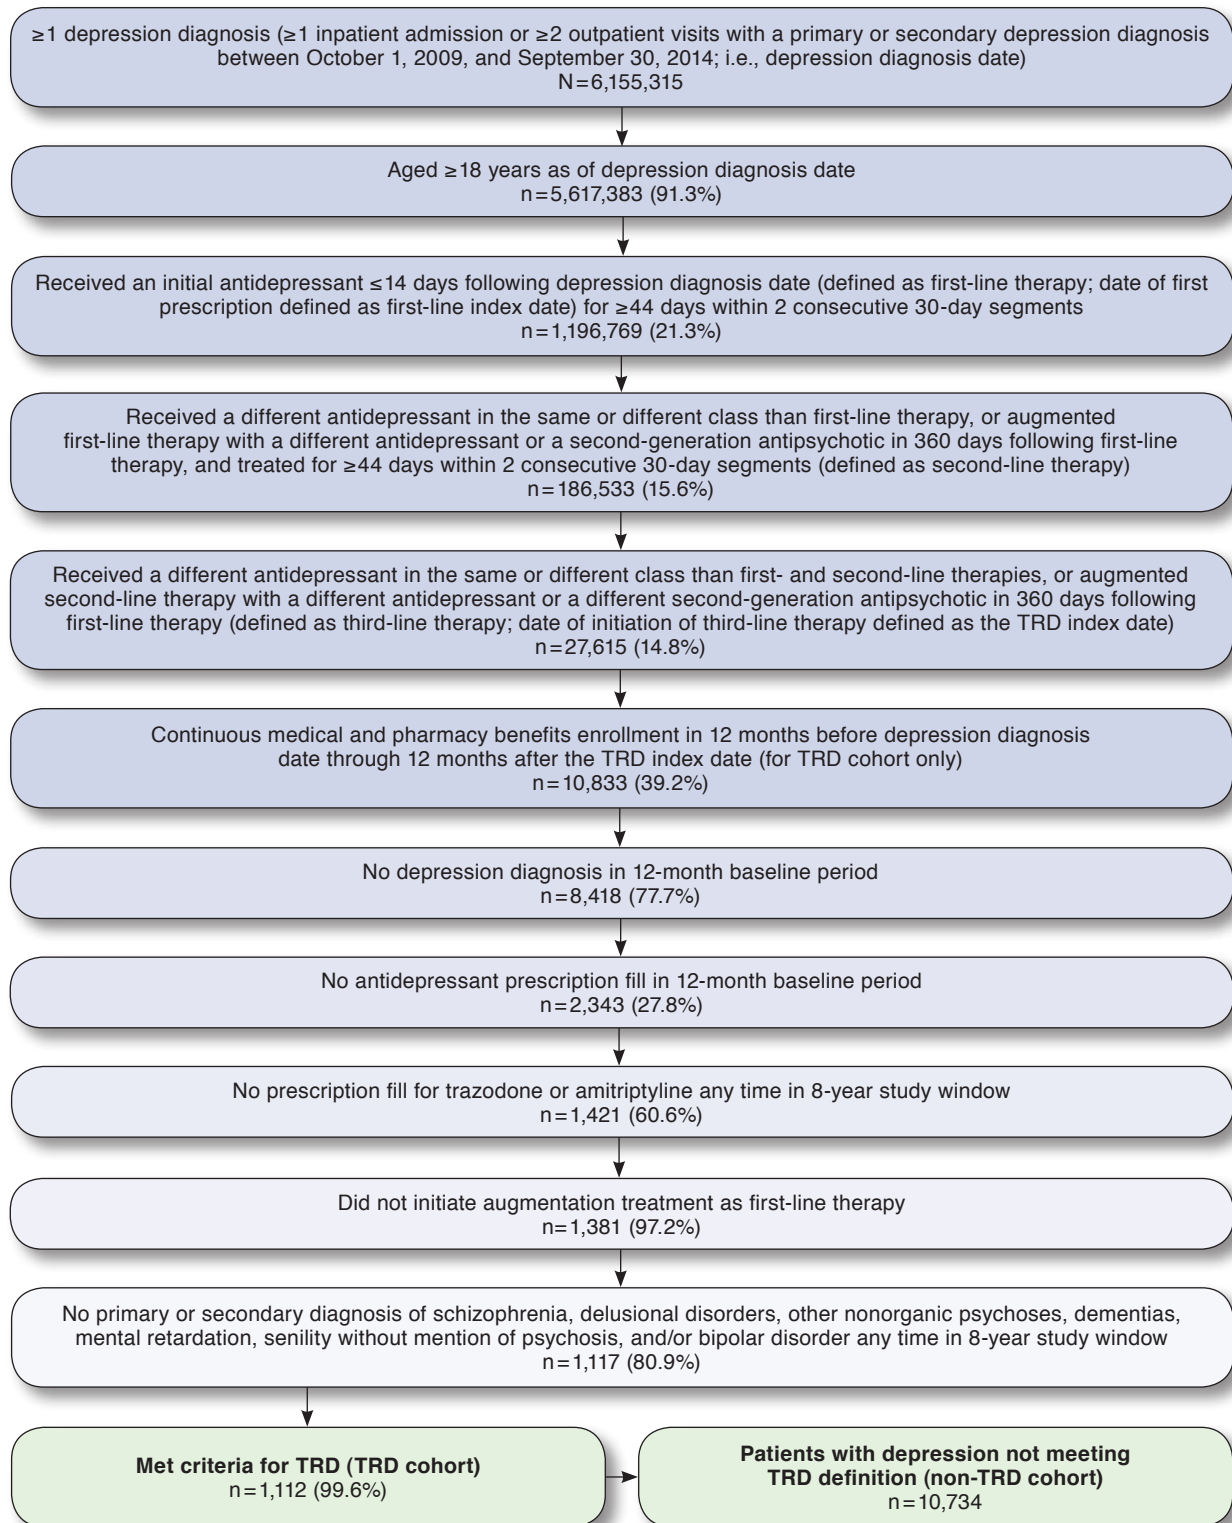 ≥1 depression diagnosis (≥1 inpatient admission or ≥2 outpatient visits with a primary or secondary depression diagnosis
between October 1, 2009, and September 30, 2014; i.e., depression diagnosis date)
N=6,155,315
Aged ≥18 years as of depression diagnosis date
n=5,617,383 (91.3%)
Received an initial antidepressant ≤14 days following depression diagnosis date (defined as first-line therapy; date of first
prescription defined as first-line index date) for ≥44 days within 2 consecutive 30-day segments
n=1,196,769 (21.3%)
Received a different antidepressant in the same or different class than first-line therapy, or augmented
first-line therapy with a different antidepressant or a second-generation antipsychotic in 360 days following first-line
therapy, and treated for ≥44 days within 2 consecutive 30-day segments (defined as second-line therapy)
n=186,533 (15.6%)
Received a different antidepressant in the same or different class than first- and second-line therapies, or augmented
second-line therapy with a different antidepressant or a different second-generation antipsychotic in 360 days following
first-line therapy (defined as third-line therapy; date of initiation of third-line therapy defined as the TRD index date)
n=27,615 (14.8%)
Continuous medical and pharmacy benefits enrollment in 12 months before depression diagnosis
date through 12 months after the TRD index date (for TRD cohort only)
n=10,833 (39.2%)
No depression diagnosis in 12-month baseline period
n=8,418 (77.7%)
No antidepressant prescription fill in 12-month baseline period
n=2,343 (27.8%)
No prescription fill for trazodone or amitriptyline any time in 8-year study window
n=1,421 (60.6%)
Did not initiate augmentation treatment as first-line therapy
n=1,381 (97.2%)
No primary or secondary diagnosis of schizophrenia, delusional disorders, other nonorganic psychoses, dementias,
mental retardation, senility without mention of psychosis, and/or bipolar disorder any time in 8-year study window
n=1,117 (80.9%)
Met criteria for TRD (TRD cohort)
n=1,112 (99.6%)
Patients with depression not meeting
TRD definition (non-TRD cohort)
n=10,734